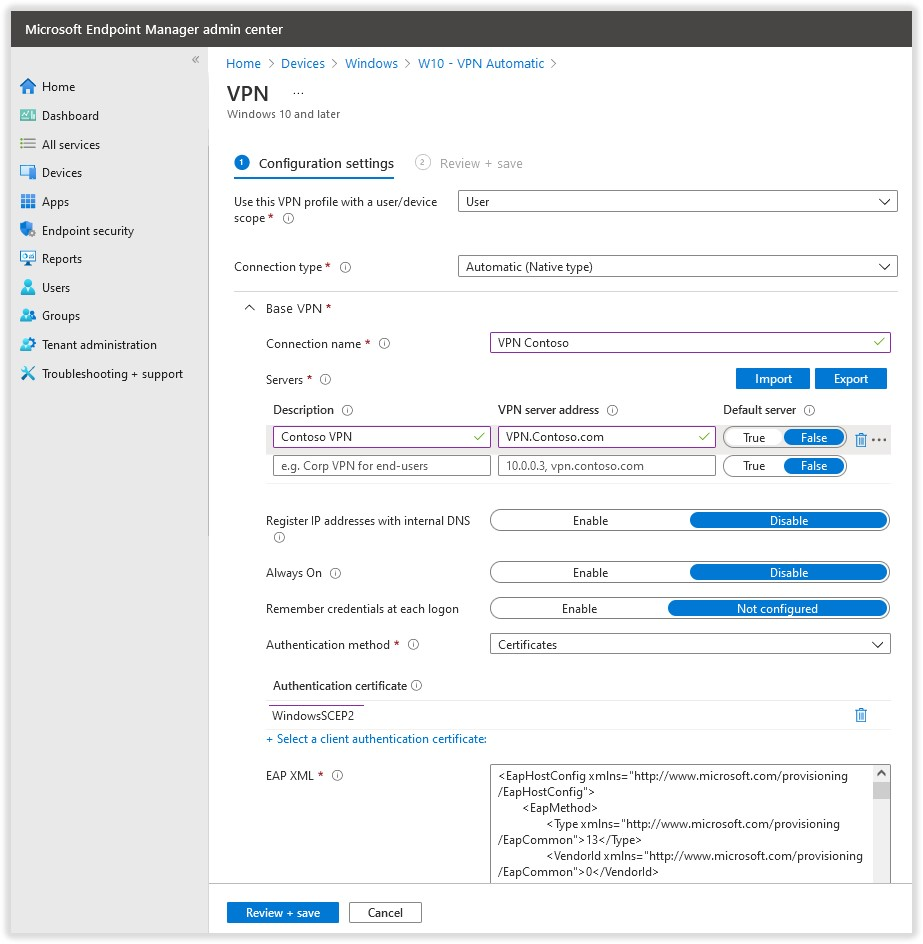 Microsoft Endpoint Manager admin center
«
Home
Dashboard
All services
Devices
Apps
Endpoint security
Reports
Users
Groups
Tenant administration
Troubleshooting + support
Home > Devices > Windows > W10 - VPN Automatic >
VPN ...
Windows 10 and later
1 Configuration settings 2 Review + save
Use this VPN profile with a user/device
scope *
User
Connection type * Automatic (Native type)
Base VPN *
Connection name * VPN Contoso
Servers * Import Export
Description VPN server address Default server
Contoso VPN VPN.Contoso.com True False ...
e.g. Corp VPN for end-users 10.0.0.3, vpn.contoso.com True False
Register IP addresses with internal DNS Enable Disable
Always On Enable Disable
Remember credentials at each logon Enable Not configured
Authentication method * Certificates
Authentication certificate
WindowsSCEP2
+ Select a client authentication certificate:
EAP XML *
<EapHostConfig xmlns="http://www.microsoft.com/provisioning
/EapHostConfig">
<EapMethod>
<Type xmlns="http://www.microsoft.com/provisioning
/EapCommon">13</Type>
<VendorId xmlns="http://www.microsoft.com/provisioning
/EapCommon">0</VendorId>
Review + save Cancel